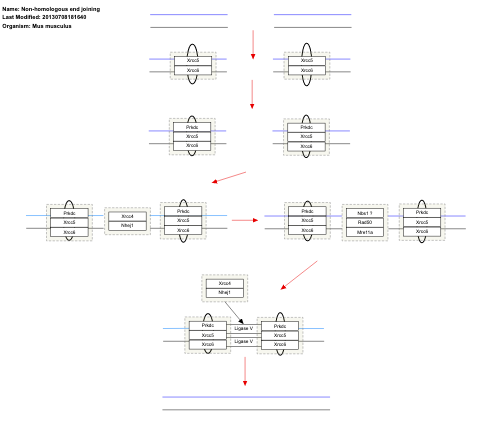 Name: Non-homologous end joining
Last Modified: 20130708181640
Organism: Mus musculus
Xrcc5
Xrcc6
Xrcc5
Xrcc6
Prkdc
Xrcc5
Xrcc6
Prkdc
Xrcc5
Xrcc6
Prkdc
Xrcc5
Xrcc6
Xrcc4
Nhej1
Prkdc
Xrcc5
Xrcc6
Prkdc
Xrcc5
Xrcc6
Nbs1 ?
Rad50
Mre11a
Prkdc
Xrcc5
Xrcc6
Xrcc4
Nhej1
Prkdc
Xrcc5
Xrcc6
Ligase V
Ligase V
Prkdc
Xrcc5
Xrcc6